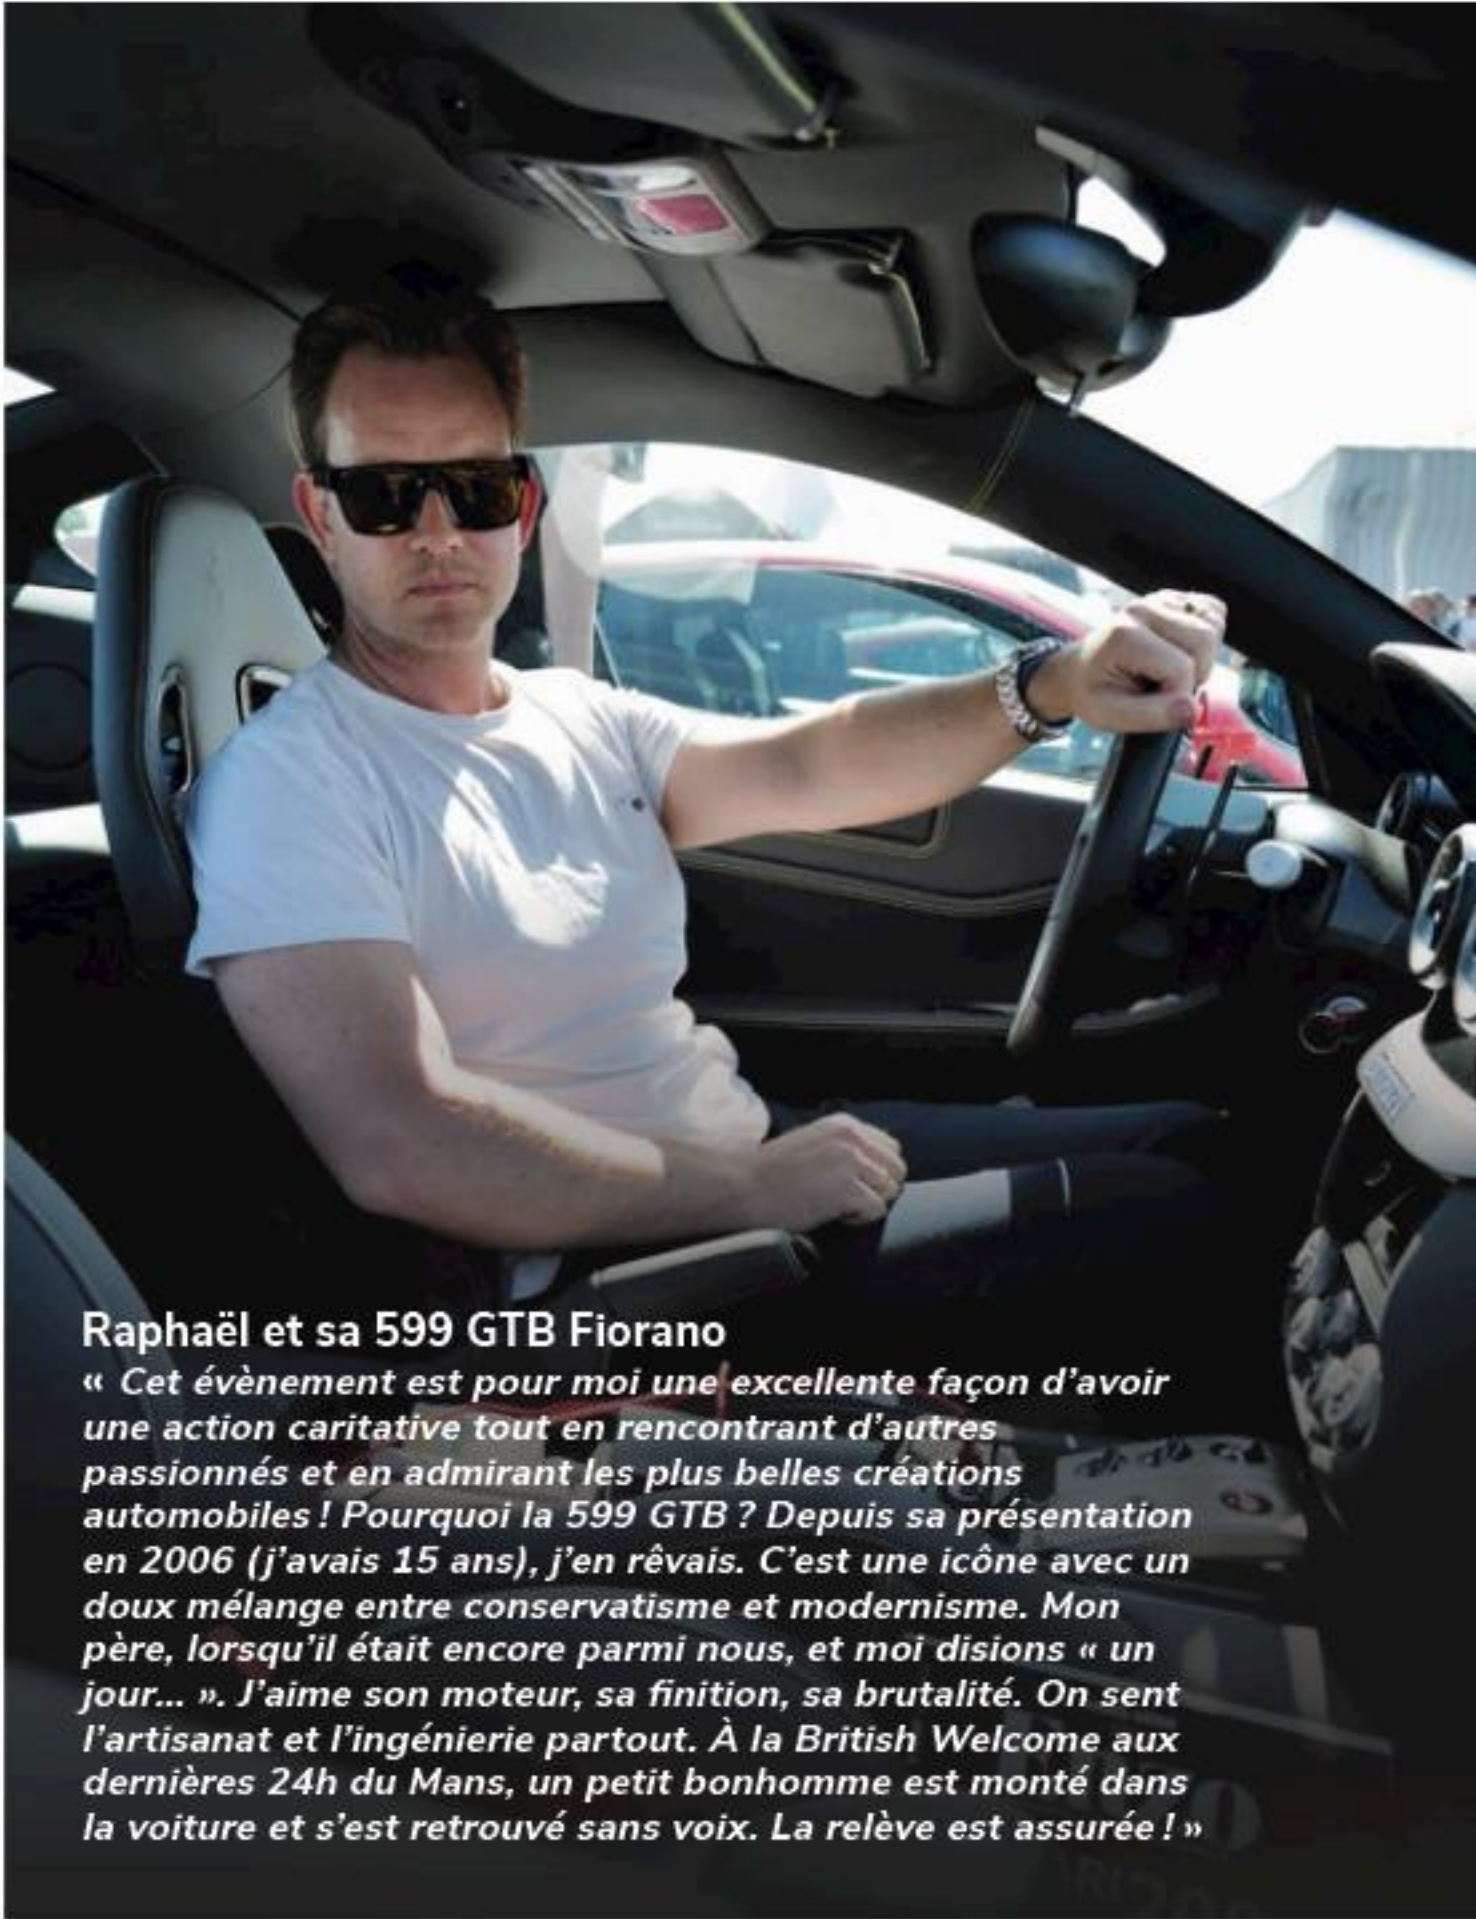 Raphaël et sa 599 GTB Fiorano
« Cet évènement est pour moi une excellente façon d’avoir
une action caritative tout en rencontrant d’autres
passionnés et en admirant les plus belles créations
automobiles ! Pourquoi la 599 GTB ? Depuis sa présentation
en 2006 (j’avais 15 ans), j’en rêvais. C’est une icône avec un
doux mélange entre conservatisme et modernisme. Mon
père, lorsqu’il était encore parmi nous, et moi disions « un
jour... ». J’aime son moteur, sa finition, sa brutalité. On sent
l’artisanat et l’ingénierie partout. À la British Welcome aux
dernières 24h du Mans, un petit bonhomme est monté dans
la voiture et s’est retrouvé sans voix. La relève est assurée ! »